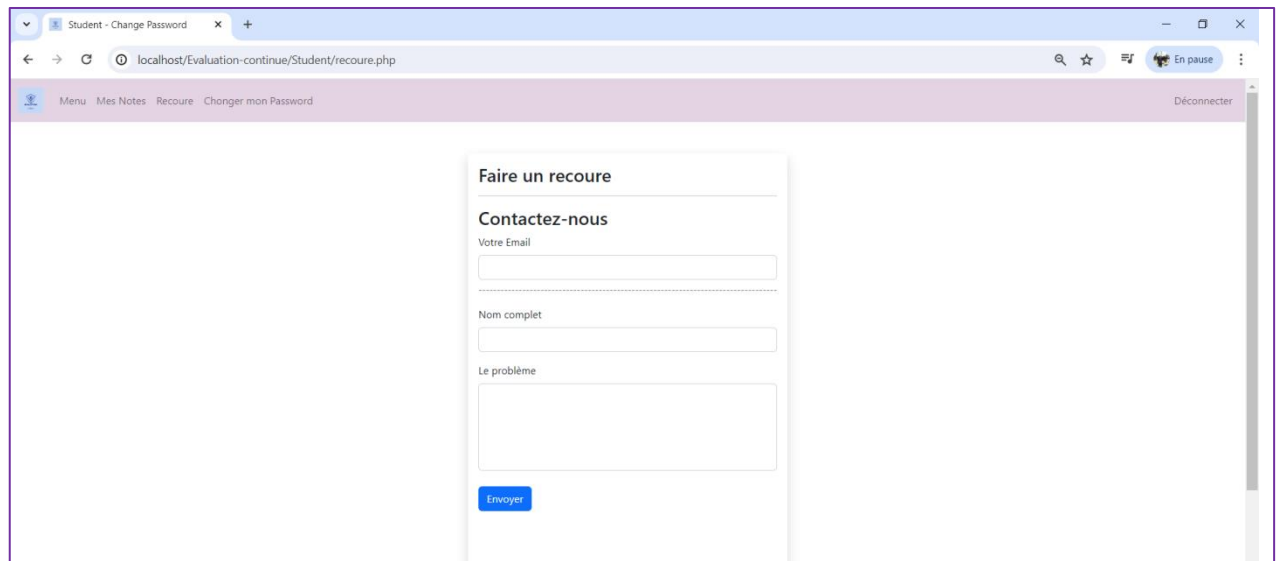 Student - Change Password
localhost/Evaluation-continue/Student/recoure.php
En pause
Menu Mes Notes Recoure Chonger mon Password Déconnecter
Faire un recoure
Contactez-nous
Votre Email
Nom complet
Le problème
Envoyer